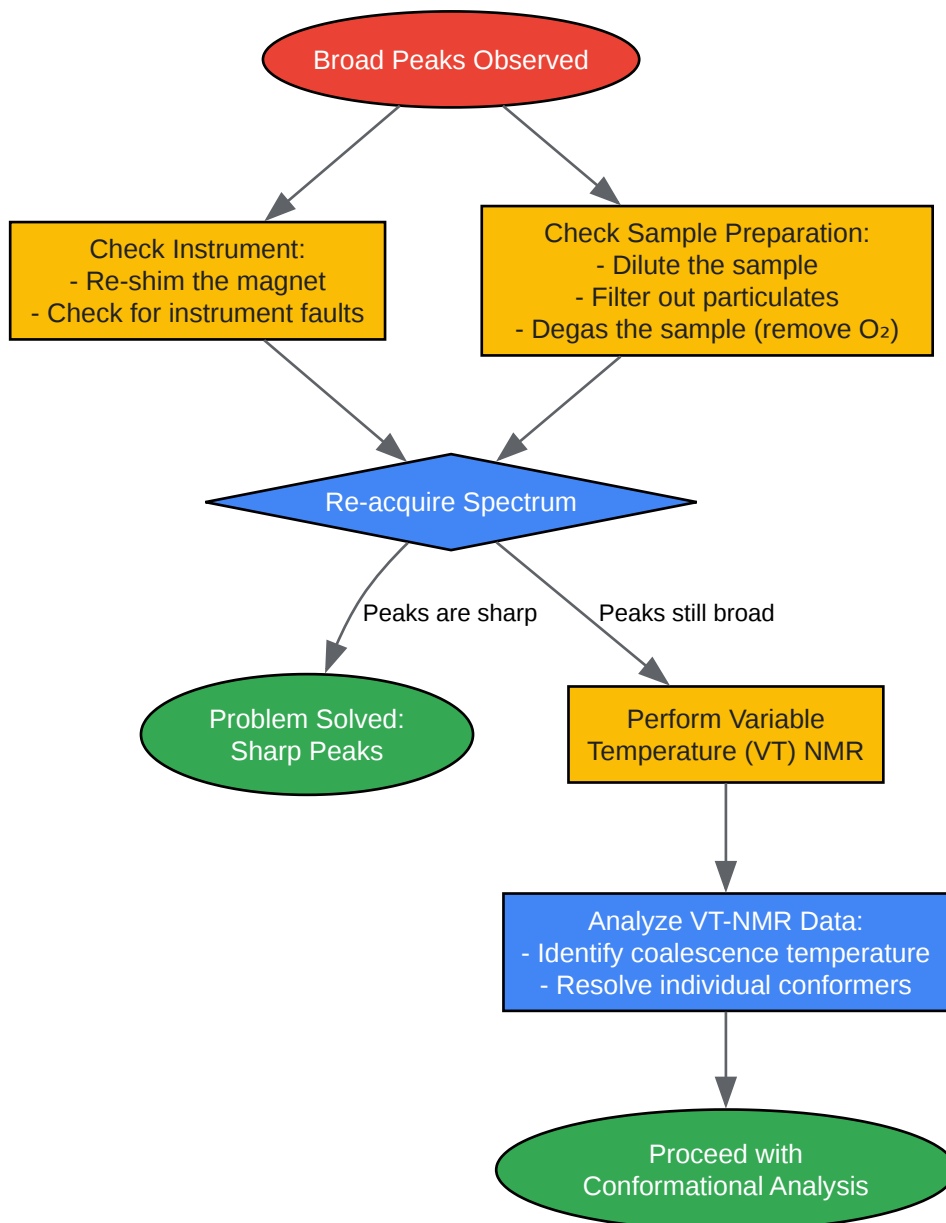 Broad Peaks Observed
Check Instrument:
- Re-shim the magnet
- Check for instrument faults
Check Sample Preparation:
- Dilute the sample
- Filter out particulates
- Degas the sample (remove O₂)
Re-acquire Spectrum
Peaks are sharp
Peaks still broad
Problem Solved:
Sharp Peaks
Perform Variable
Temperature (VT) NMR
Analyze VT-NMR Data:
- Identify coalescence temperature
- Resolve individual conformers
Proceed with
Conformational Analysis